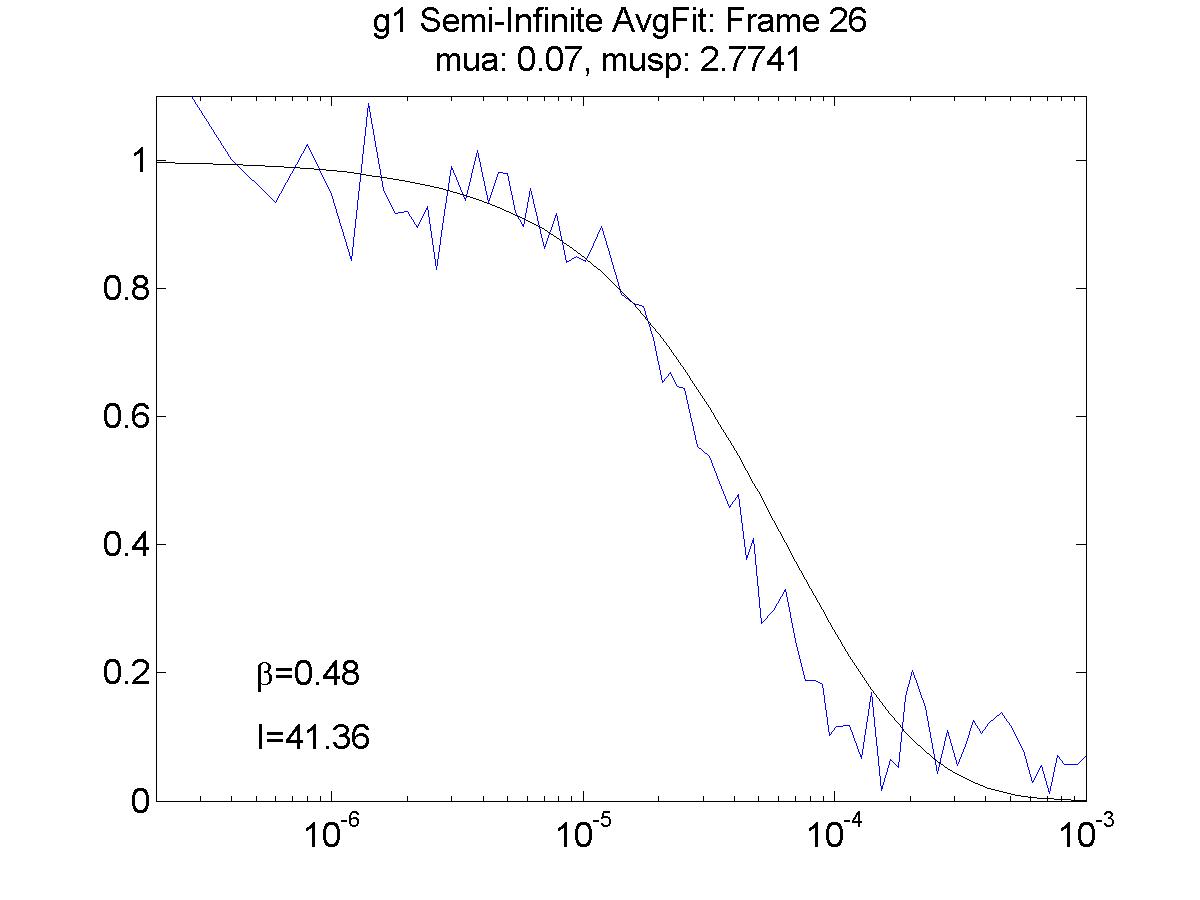 g1 Semi-Infinite AvgFit: Frame 26
mua: 0.07, musp: 2.7741
1
0.8
0.6
0.4
0.2
0
β=0.48
I=41.36
10^-6
10^-5
10^-4
10^-3